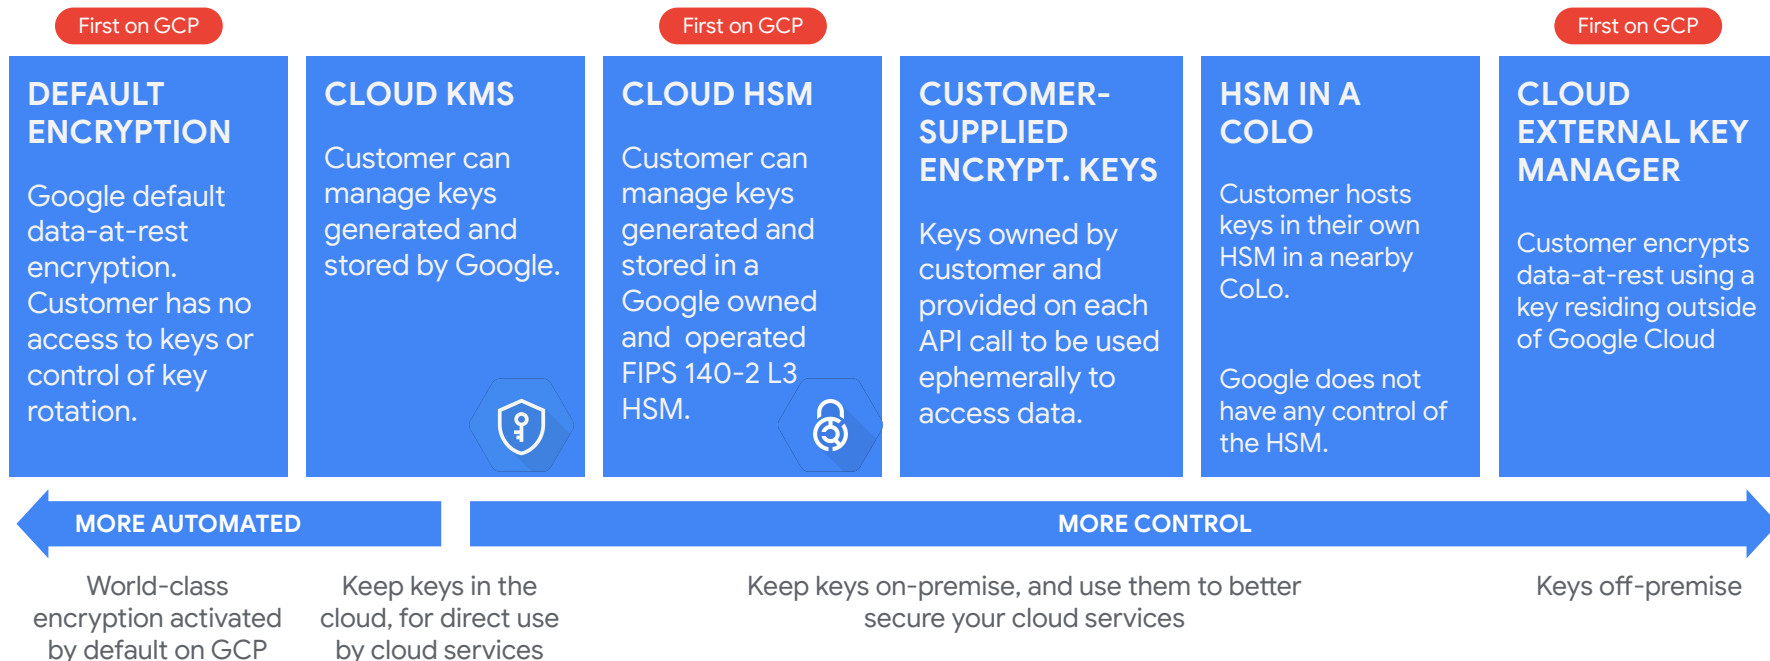 First on GCP
First on GCP
First on GCP
DEFAULT
ENCRYPTION
Google default
data-at-rest
encryption.
Customer has no
access to keys or
control of key
rotation.
CLOUD KMS
Customer can
manage keys
generated and
stored by Google.
CLOUD HSM
Customer can
manage keys
generated and
stored in a
Google owned
and operated
FIPS 140-2 L3
HSM.
CUSTOMER-
SUPPLIED
ENCRYPT. KEYS
Keys owned by
customer and
provided on each
API call to be used
ephemerally to
access data.
HSM IN A
COLO
Customer hosts
keys in their own
HSM in a nearby
CoLo.
Google does not
have any control of
the HSM.
CLOUD
EXTERNAL KEY
MANAGER
Customer encrypts
data-at-rest using a
key residing outside
of Google Cloud
MORE AUTOMATED
MORE CONTROL
World-class
encryption activated
by default on GCP
Keep keys in the
cloud, for direct use
by cloud services
Keep keys on-premise, and use them to better
secure your cloud services
Keys off-premise